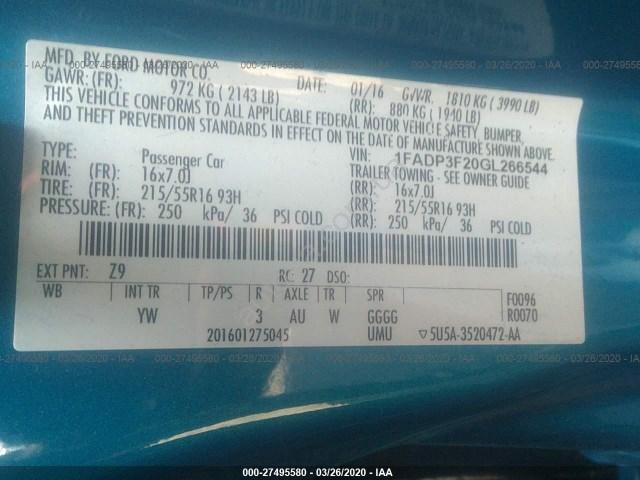 000-27495580 - 03/26/2020 - IAA
MFD. BY FORD MOTOR CO. DATE: 01/16 GVWR. 1810 KG ( 3990 LB)
GAWR: (FR): 972 KG ( 2143 LB) (RR): 880 KG ( 1940 LB)
THIS VEHICLE CONFORMS TO ALL APPLICABLE FEDERAL MOTOR VEHICLE SAFETY, BUMPER,
AND THEFT PREVENTION STANDARDS IN EFFECT ON THE DATE OF MANUFACTURE SHOWN ABOVE.
VIN: 1FADP3F20GL266544
TYPE: Passenger Car TRAILER TOWING - SEE OWNER GUIDE
RIM: (FR): 16x7.0J (RR): 16x7.0J
TIRE: (FR): 215/55R16 93H (RR): 215/55R16 93H
PRESSURE: (FR): 250 kPa/ 36 PSI COLD (RR): 250 kPa/ 36 PSI COLD
EXT PNT: Z9 RC: 27 DSO: F0096
WB INT TR TP/PS R AXLE TR SPR R0070
YW 3 AU W GGGG
201601275045 UMU ▽5U5A-3520472-AA
000-27495580 - 03/26/2020 - IAA